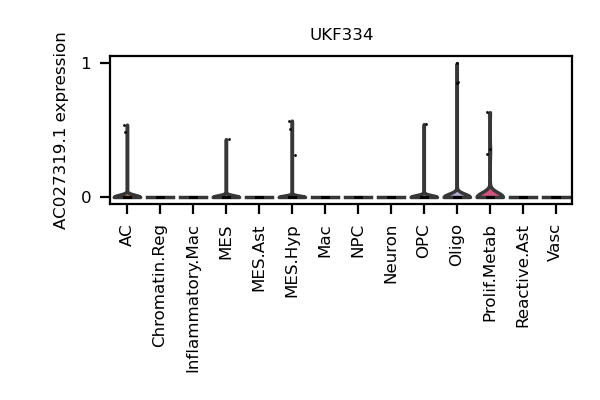 UKF334
AC027319.1 expression
1
0
AC
Chromatin.Reg
Inflammatory.Mac
MES
MES.Ast
MES.Hyp
Mac
NPC
Neuron
OPC
Oligo
Prolif.Metab
Reactive.Ast
Vasc